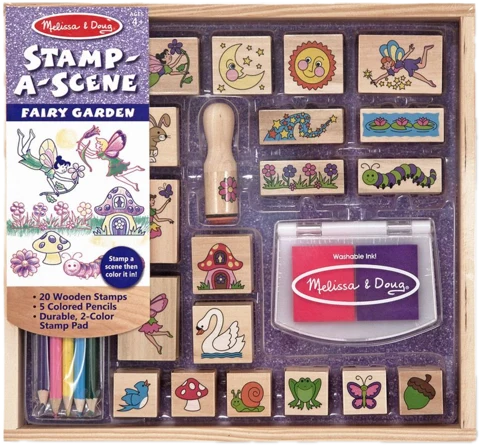 Melissa & Doug
AGES 4+
STAMP-
A-SCENE
FAIRY GARDEN
Stamp a
scene then
color it!
• 20 Wooden Stamps
• 5 Colored Pencils
• Durable, 2-Color
Stamp Pad
Washable Ink!
Melissa & Doug